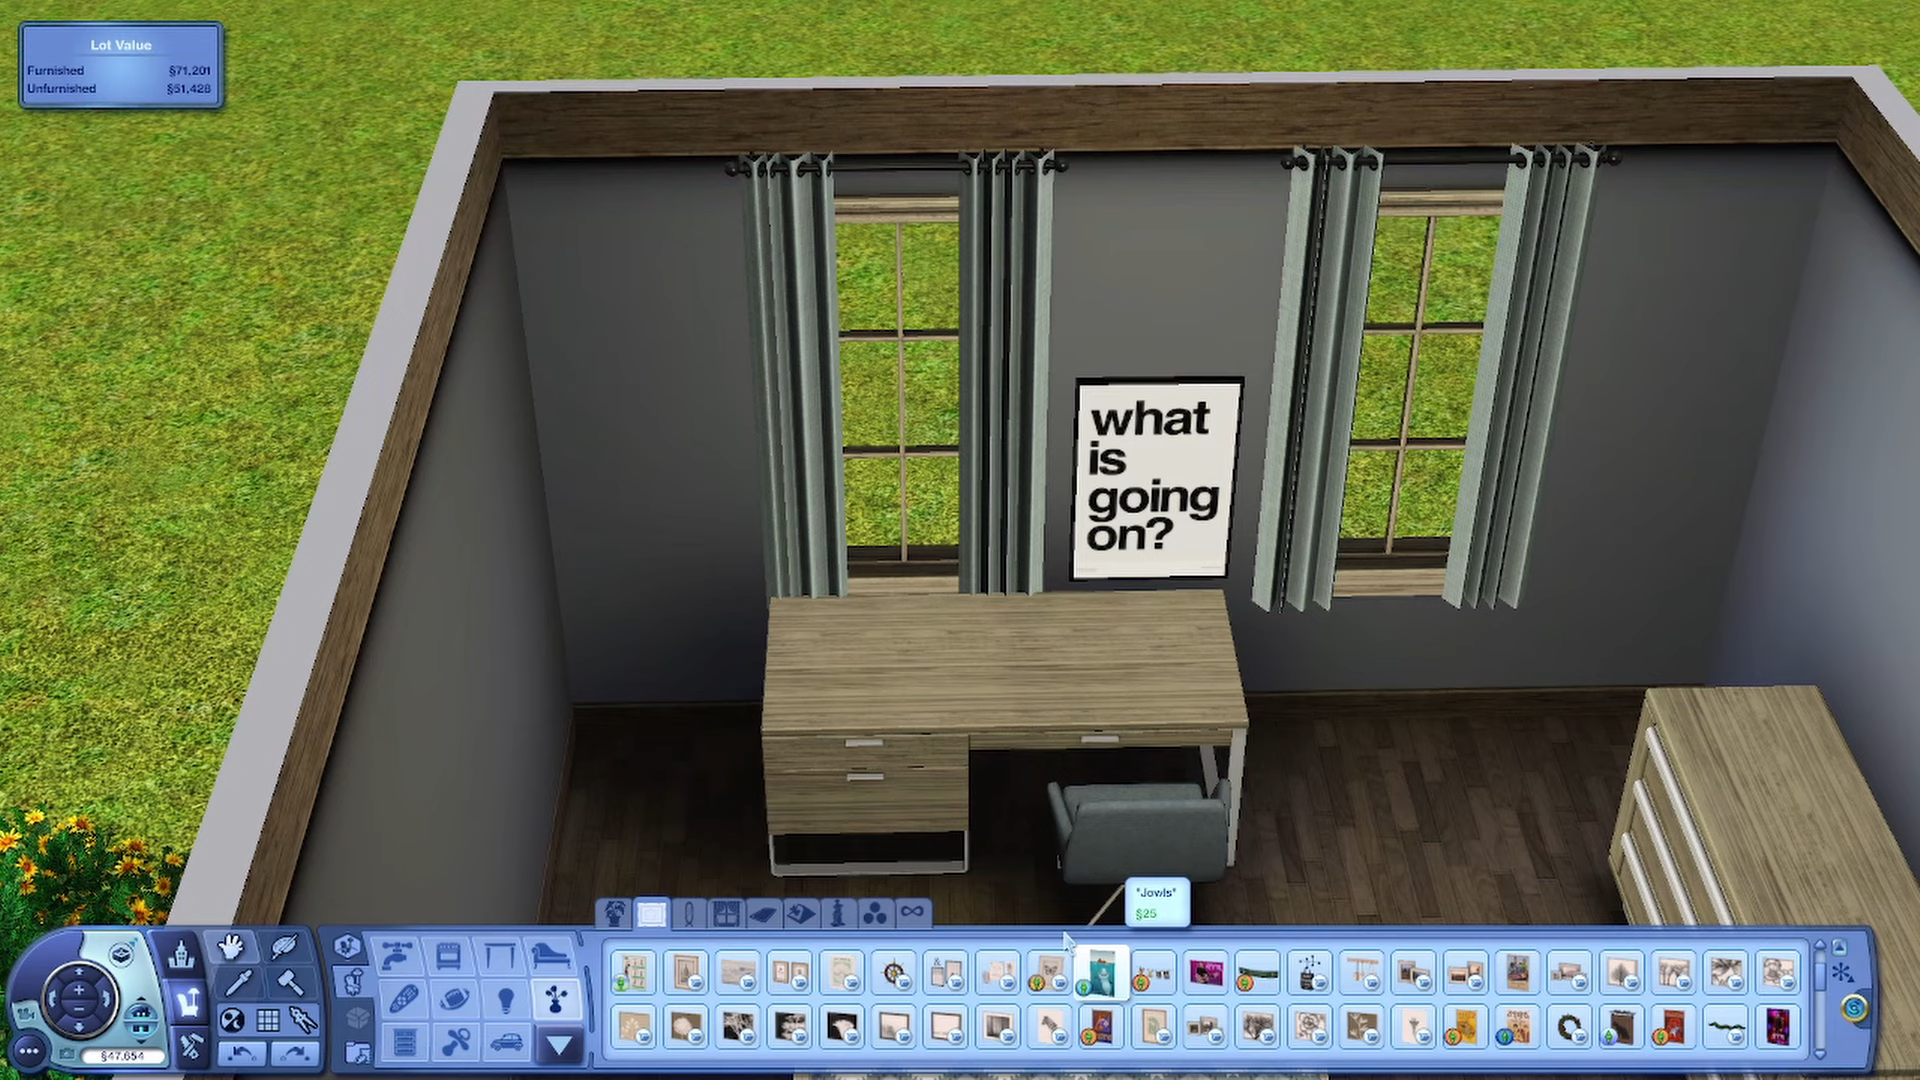 Lot Value
Furnished §71,201
Unfurnished §51,428
what
is
going
on?
"Jowls"
§25
§47,654